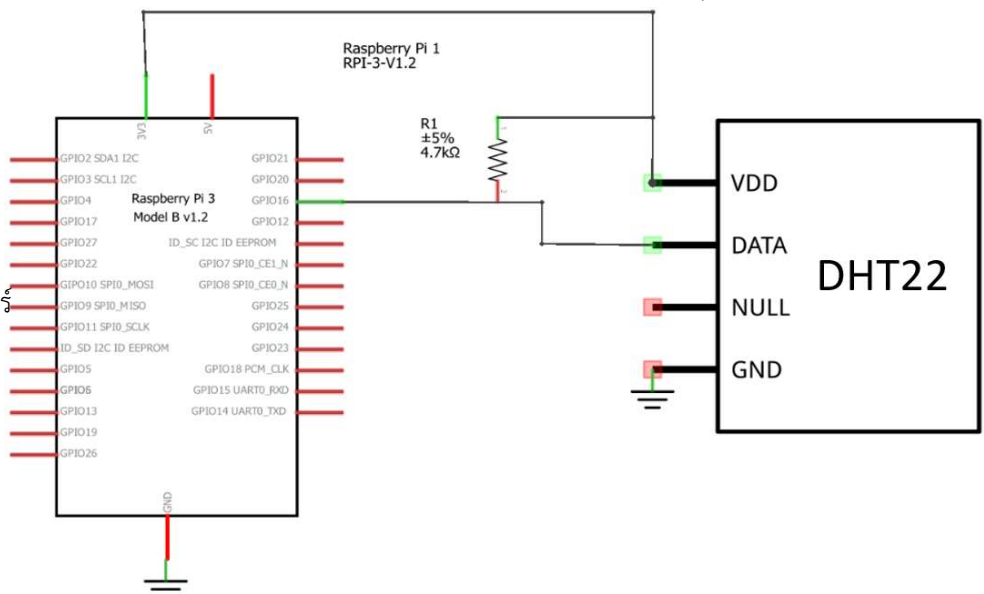 Raspberry Pi 1
RPI-3-V1.2
3V3
5V
R1
±5%
4.7kΩ
1
2
GPIO2 SDA1 I2C
GPIO3 SCL1 I2C
GPIO4
GPIO17
GPIO27
GPIO22
GIPO10 SPI0_MOSI
GPIO9 SPI0_MISO
GPIO11 SPI0_SCLK
ID_SD I2C ID EEPROM
GPIO5
GPIO6
GPIO13
GPIO19
GPIO26
Raspberry Pi 3
Model B v1.2
GPIO21
GPIO20
GPIO16
GPIO12
ID_SC I2C ID EEPROM
GPIO7 SPI0_CE1_N
GPIO8 SPI0_CE0_N
GPIO25
GPIO24
GPIO23
GPIO18 PCM_CLK
GPIO15 UART0_RXD
GPIO14 UART0_TXD
GND
VDD
DATA
NULL
GND
DHT22